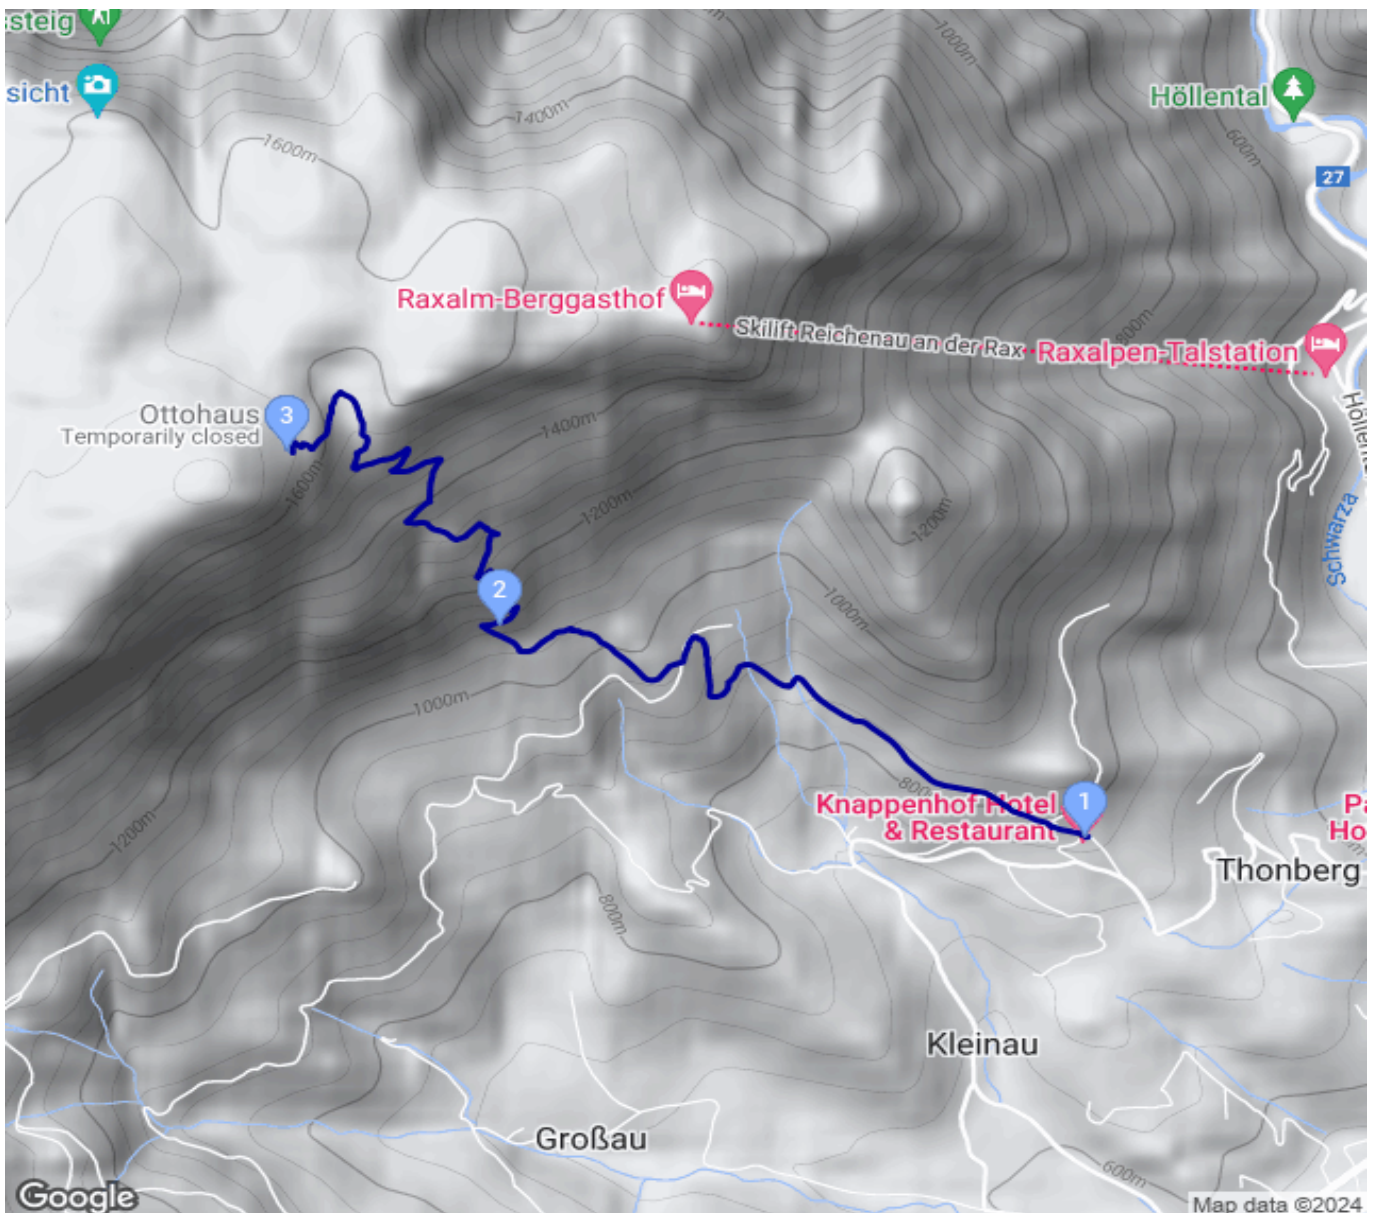 steig
sicht
1000m
1400m
1600m
Höllental
600m
27
Raxalm-Berggasthof
Skilift Reichenau an der Rax
800m
Raxalpen-Talstation
Ottohaus
Temporarily closed
3
1400m
1600m
1200m
1200m
Schwarza
2
1000m
1000m
800m
Knappenhof Hotel
& Restaurant
1
1200m
800m
Thonberg
Kleinau
Großau
600m
Google
Map data ©2024